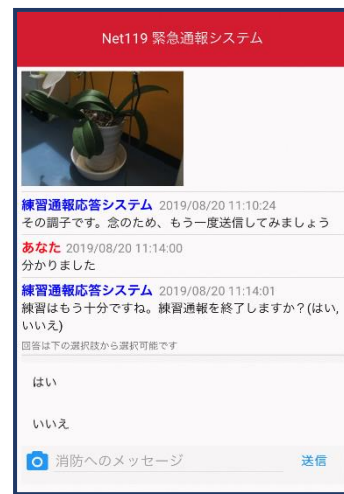 Net119 緊急通報システム
練習通報応答システム 2019/08/20 11:10:24
その調子です。念のため、もう一度送信してみましょう
あなた 2019/08/20 11:14:00
分かりました
練習通報応答システム 2019/08/20 11:14:01
練習はもう十分ですね。練習通報を終了しますか？(はい,
いいえ)
回答は下の選択肢から選択可能です
はい
いいえ
消防へのメッセージ 送信